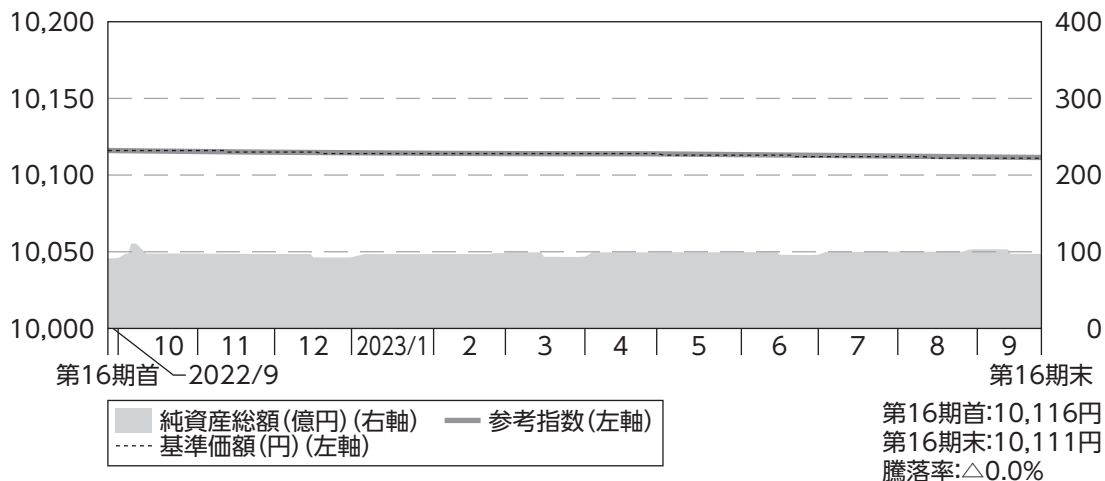 10,200
10,150
10,100
10,050
10,000
400
300
200
100
0
10 11 12 2023/1 2 3 4 5 6 7 8 9
第16期首 2022/9 第16期末
純資産総額(億円)(右軸) 参考指数(左軸)
基準価額(円)(左軸)
第16期首:10,116円
第16期末:10,111円
騰落率:△0.0%